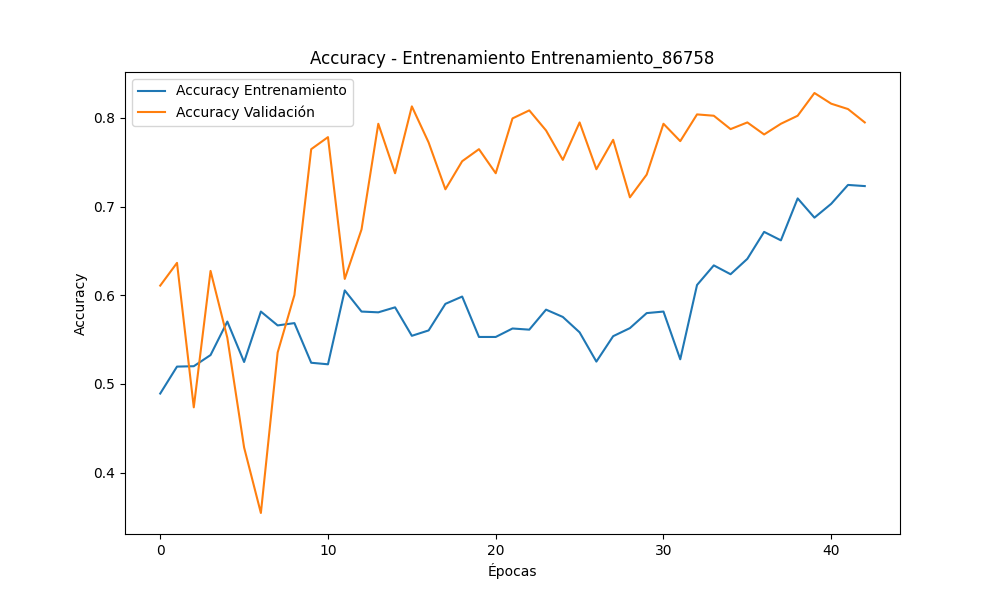 Accuracy - Entrenamiento Entrenamiento_86758
Accuracy Entrenamiento
Accuracy Validación
0.8
0.7
0.6
0.5
0.4
Accuracy
0 10 20 30 40
Épocas